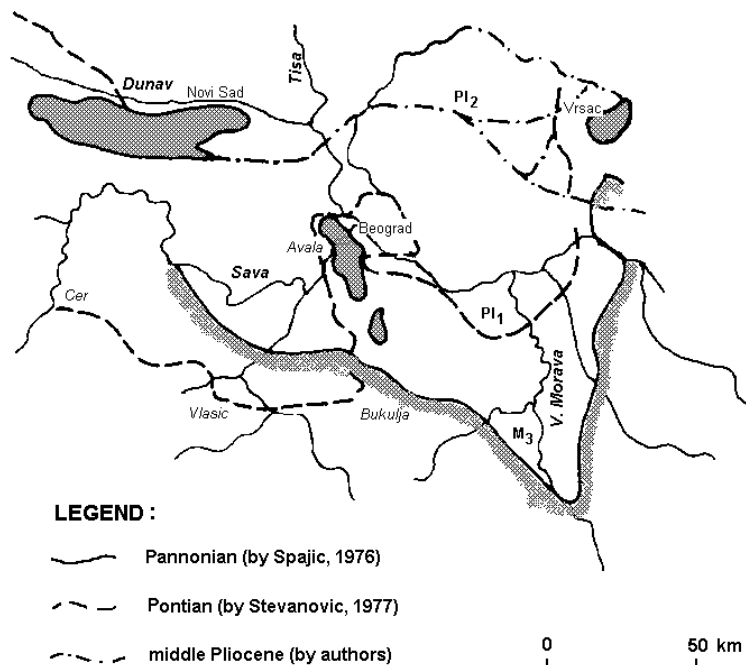 Dunav
Novi Sad
Tisa
Pl2
Vrsac
Beograd
Avala
Sava
Cer
Pl1
V. Morava
Vlasic
Bukulja
M3
LEGEND :
Pannonian (by Spajic, 1976)
Pontian (by Stevanovic, 1977)
middle Pliocene (by authors)
0 50 km